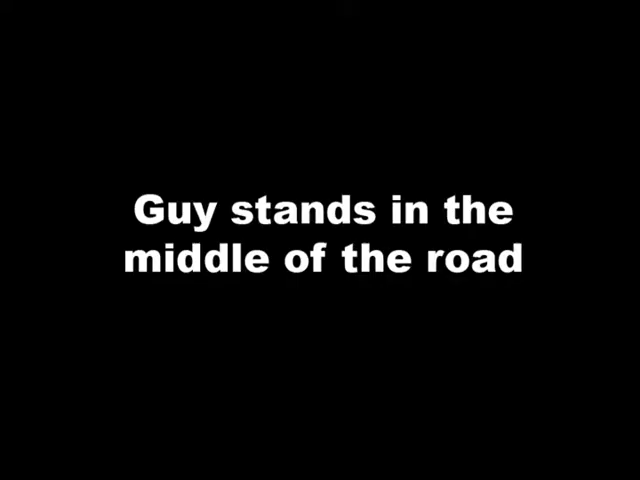 Guy stands in the
middle of the road